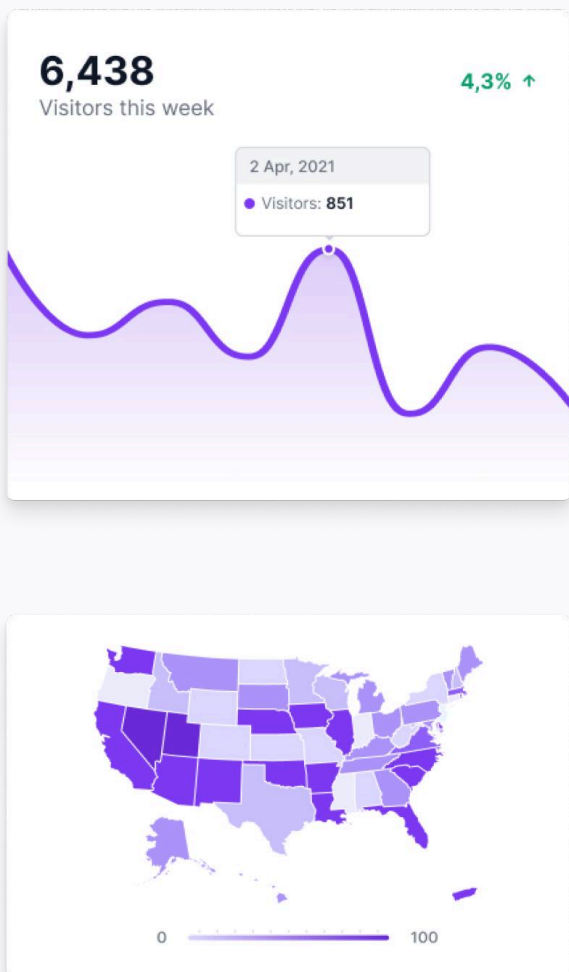 6,438
4,3% ↑
Visitors this week
2 Apr, 2021
Visitors: 851
0 100